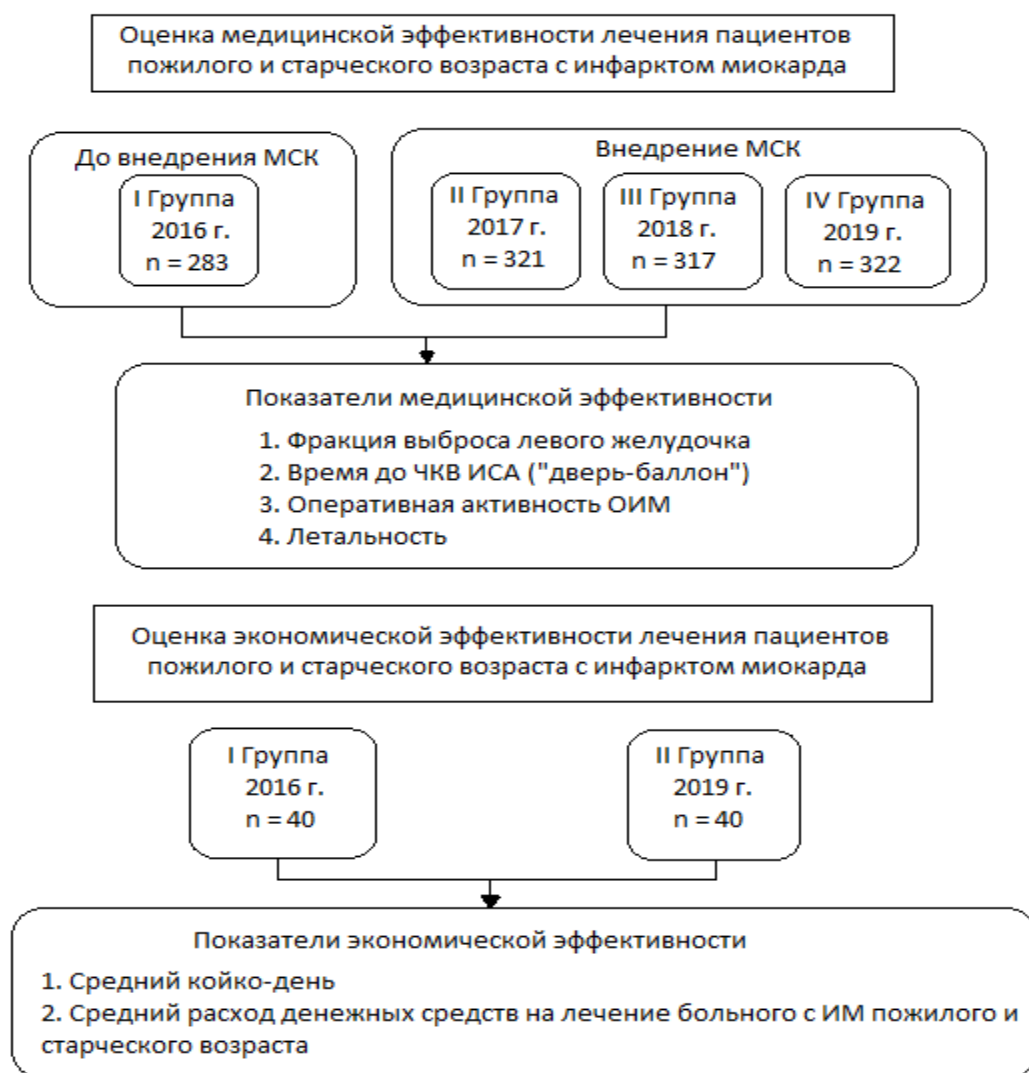 Оценка медицинской эффективности лечения пациентов
пожилого и старческого возраста с инфарктом миокарда
До внедрения МСК
I Группа
2016 г.
n = 283
Внедрение МСК
II Группа
2017 г.
n = 321
III Группа
2018 г.
n = 317
IV Группа
2019 г.
n = 322
Показатели медицинской эффективности
1. Фракция выброса левого желудочка
2. Время до ЧКВ ИСА ("дверь-баллон")
3. Оперативная активность ОИМ
4. Летальность
Оценка экономической эффективности лечения пациентов
пожилого и старческого возраста с инфарктом миокарда
I Группа
2016 г.
n = 40
II Группа
2019 г.
n = 40
Показатели экономической эффективности
1. Средний койко-день
2. Средний расход денежных средств на лечение больного с ИМ пожилого и
старческого возраста